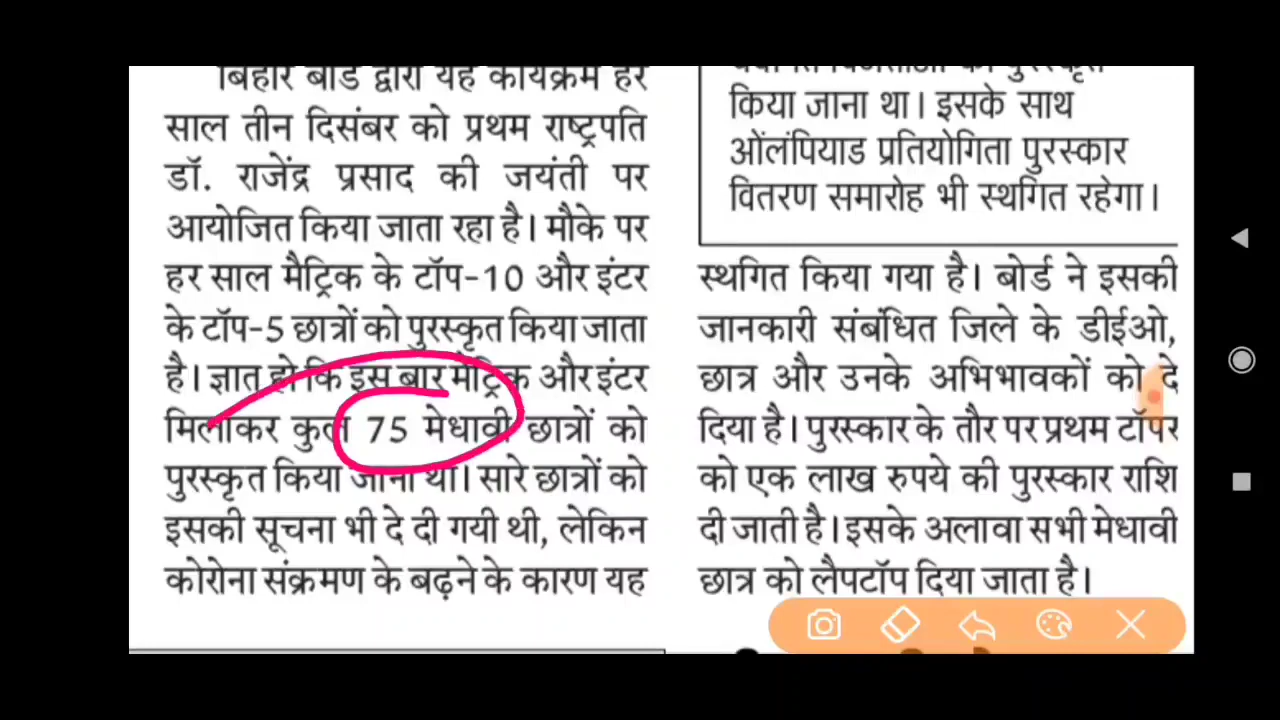 बिहार बोर्ड द्वारा यह कार्यक्रम हर
साल तीन दिसंबर को प्रथम राष्ट्रपति
डॉ. राजेंद्र प्रसाद की जयंती पर
आयोजित किया जाता रहा है। मौके पर
हर साल मैट्रिक के टॉप-10 और इंटर
के टॉप-5 छात्रों को पुरस्कृत किया जाता
है। ज्ञात हो कि इस बार मैट्रिक और इंटर
मिलाकर कुल 75 मेधावी छात्रों को
पुरस्कृत किया जाना था। सारे छात्रों को
इसकी सूचना भी दे दी गयी थी, लेकिन
कोरोना संक्रमण के बढ़ने के कारण यह
पुरस्कृत
किया जाना था। इसके साथ
ओंलंपियाड प्रतियोगिता पुरस्कार
वितरण समारोह भी स्थगित रहेगा।
स्थगित किया गया है। बोर्ड ने इसकी
जानकारी संबंधित जिले के डीईओ,
छात्र और उनके अभिभावकों को दे
दिया है। पुरस्कार के तौर पर प्रथम टॉपर
को एक लाख रुपये की पुरस्कार राशि
दी जाती है। इसके अलावा सभी मेधावी
छात्र को लैपटॉप दिया जाता है।